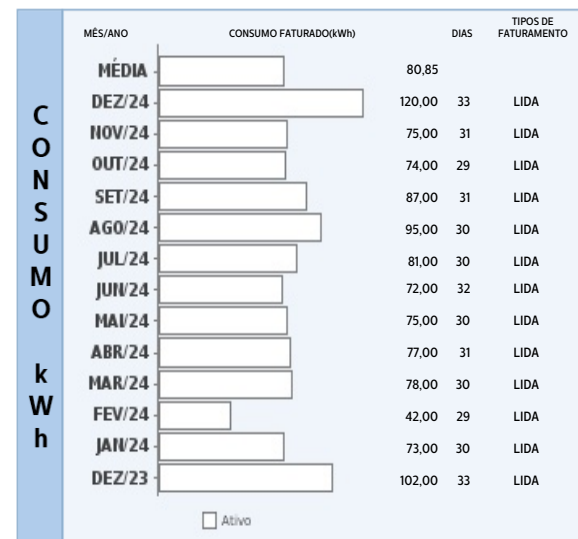 MÊS/ANO CONSUMO FATURADO(kWh) DIAS TIPOS DE FATURAMENTO
CONSUMO kWh
MÉDIA 80,85
DEZ/24 120,00 33 LIDA
NOV/24 75,00 31 LIDA
OUT/24 74,00 29 LIDA
SET/24 87,00 31 LIDA
AGO/24 95,00 30 LIDA
JUL/24 81,00 30 LIDA
JUN/24 72,00 32 LIDA
MAI/24 75,00 30 LIDA
ABR/24 77,00 31 LIDA
MAR/24 78,00 30 LIDA
FEV/24 42,00 29 LIDA
JAN/24 73,00 30 LIDA
DEZ/23 102,00 33 LIDA
Ativo